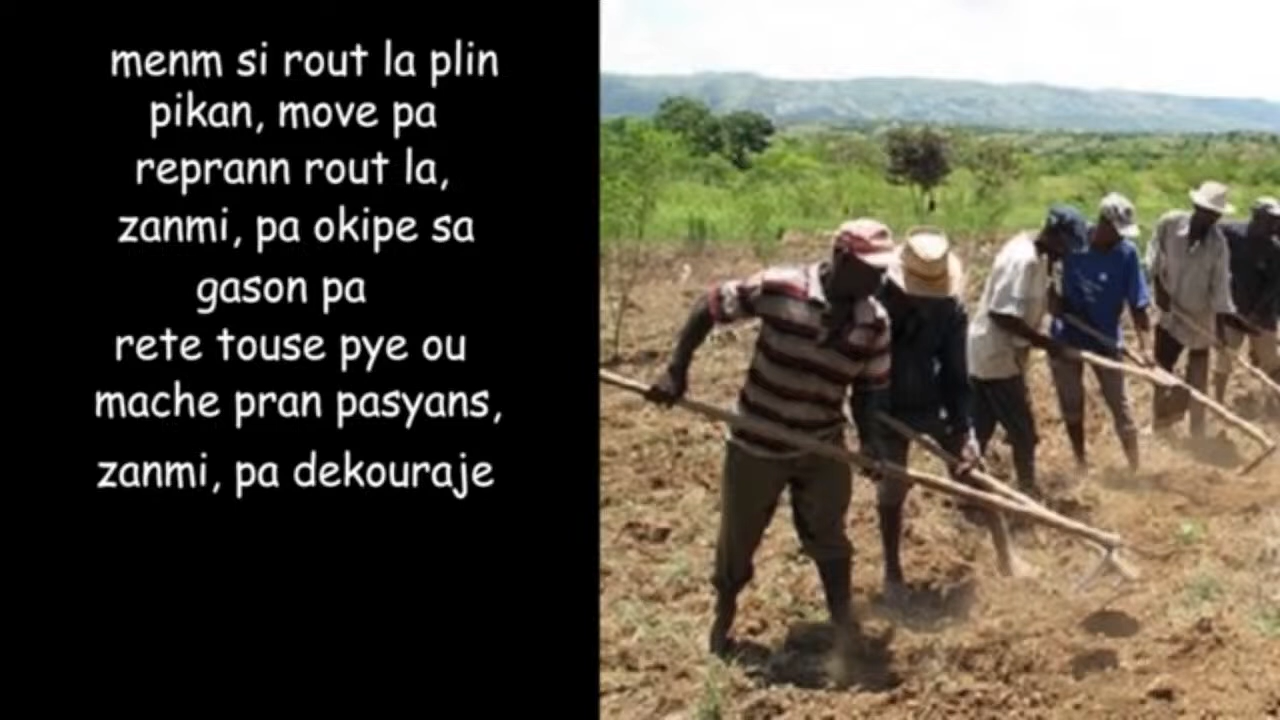 menm si rout la plin
pikan, move pa
reprann rout la,
zanmi, pa okipe sa
gason pa
rete touse pye ou
mache pran pasyans,
zanmi, pa dekouraje